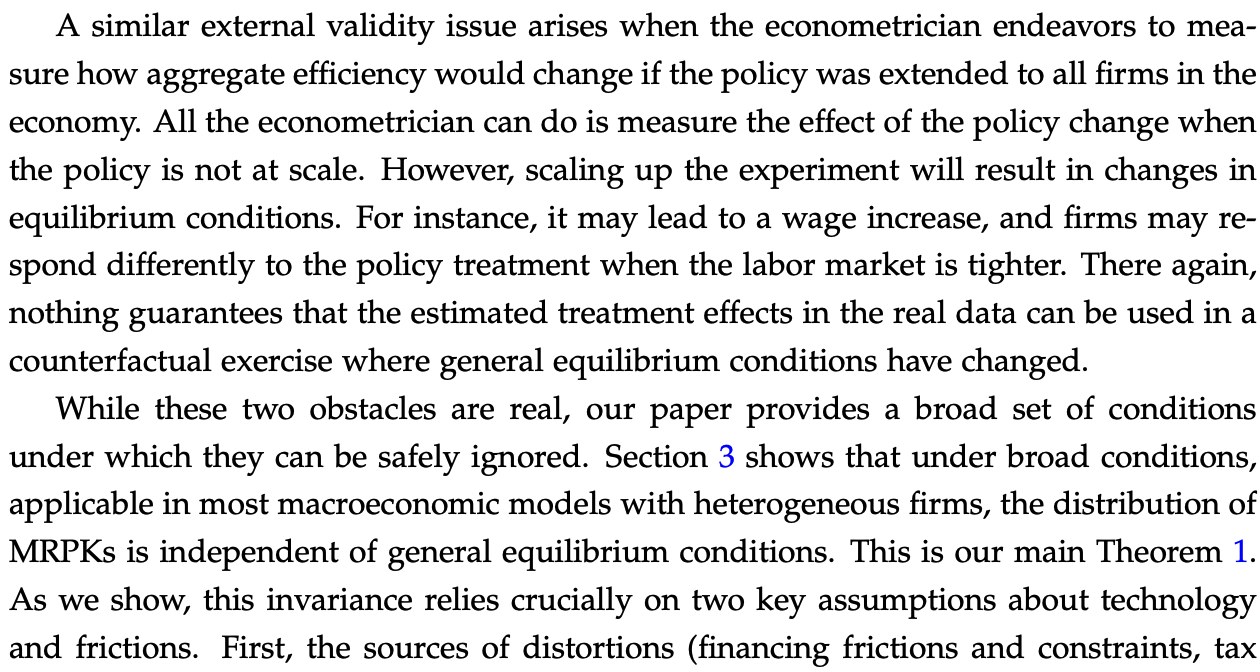 A similar external validity issue arises when the econometrician endeavors to mea-
sure how aggregate efficiency would change if the policy was extended to all firms in the
economy. All the econometrician can do is measure the effect of the policy change when
the policy is not at scale. However, scaling up the experiment will result in changes in
equilibrium conditions. For instance, it may lead to a wage increase, and firms may re-
spond differently to the policy treatment when the labor market is tighter. There again,
nothing guarantees that the estimated treatment effects in the real data can be used in a
counterfactual exercise where general equilibrium conditions have changed.
While these two obstacles are real, our paper provides a broad set of conditions
under which they can be safely ignored. Section 3 shows that under broad conditions,
applicable in most macroeconomic models with heterogeneous firms, the distribution of
MRPKs is independent of general equilibrium conditions. This is our main Theorem 1.
As we show, this invariance relies crucially on two key assumptions about technology
and frictions. First, the sources of distortions (financing frictions and constraints, tax